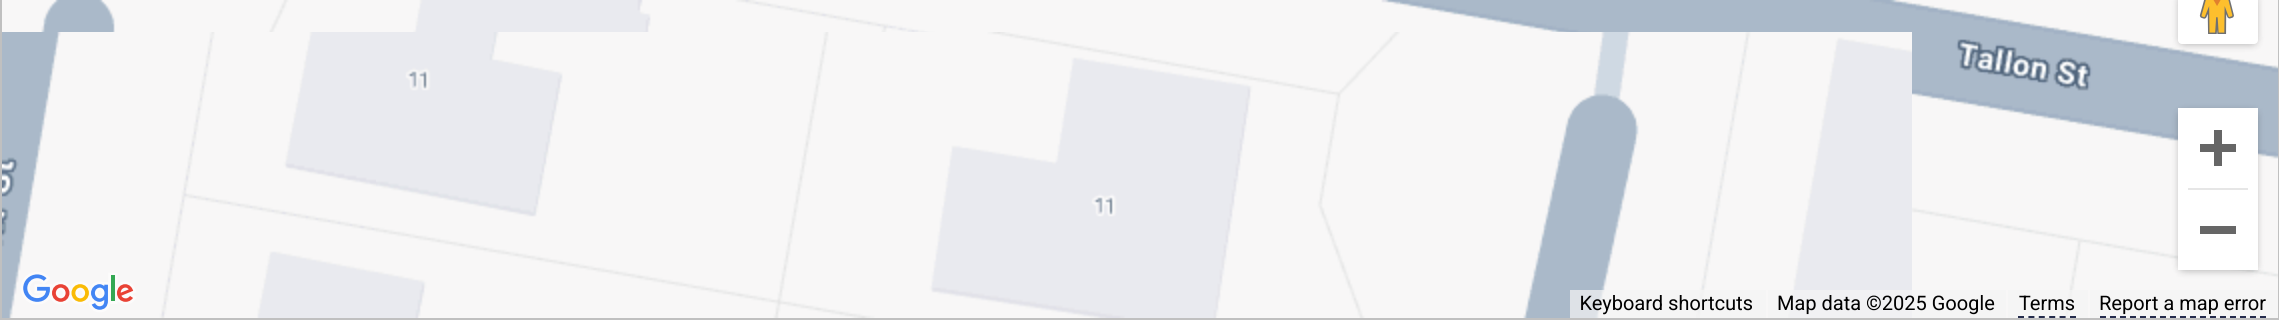 Tallon St
11
11
Google
Keyboard shortcuts
Map data ©2025 Google
Terms
Report a map error